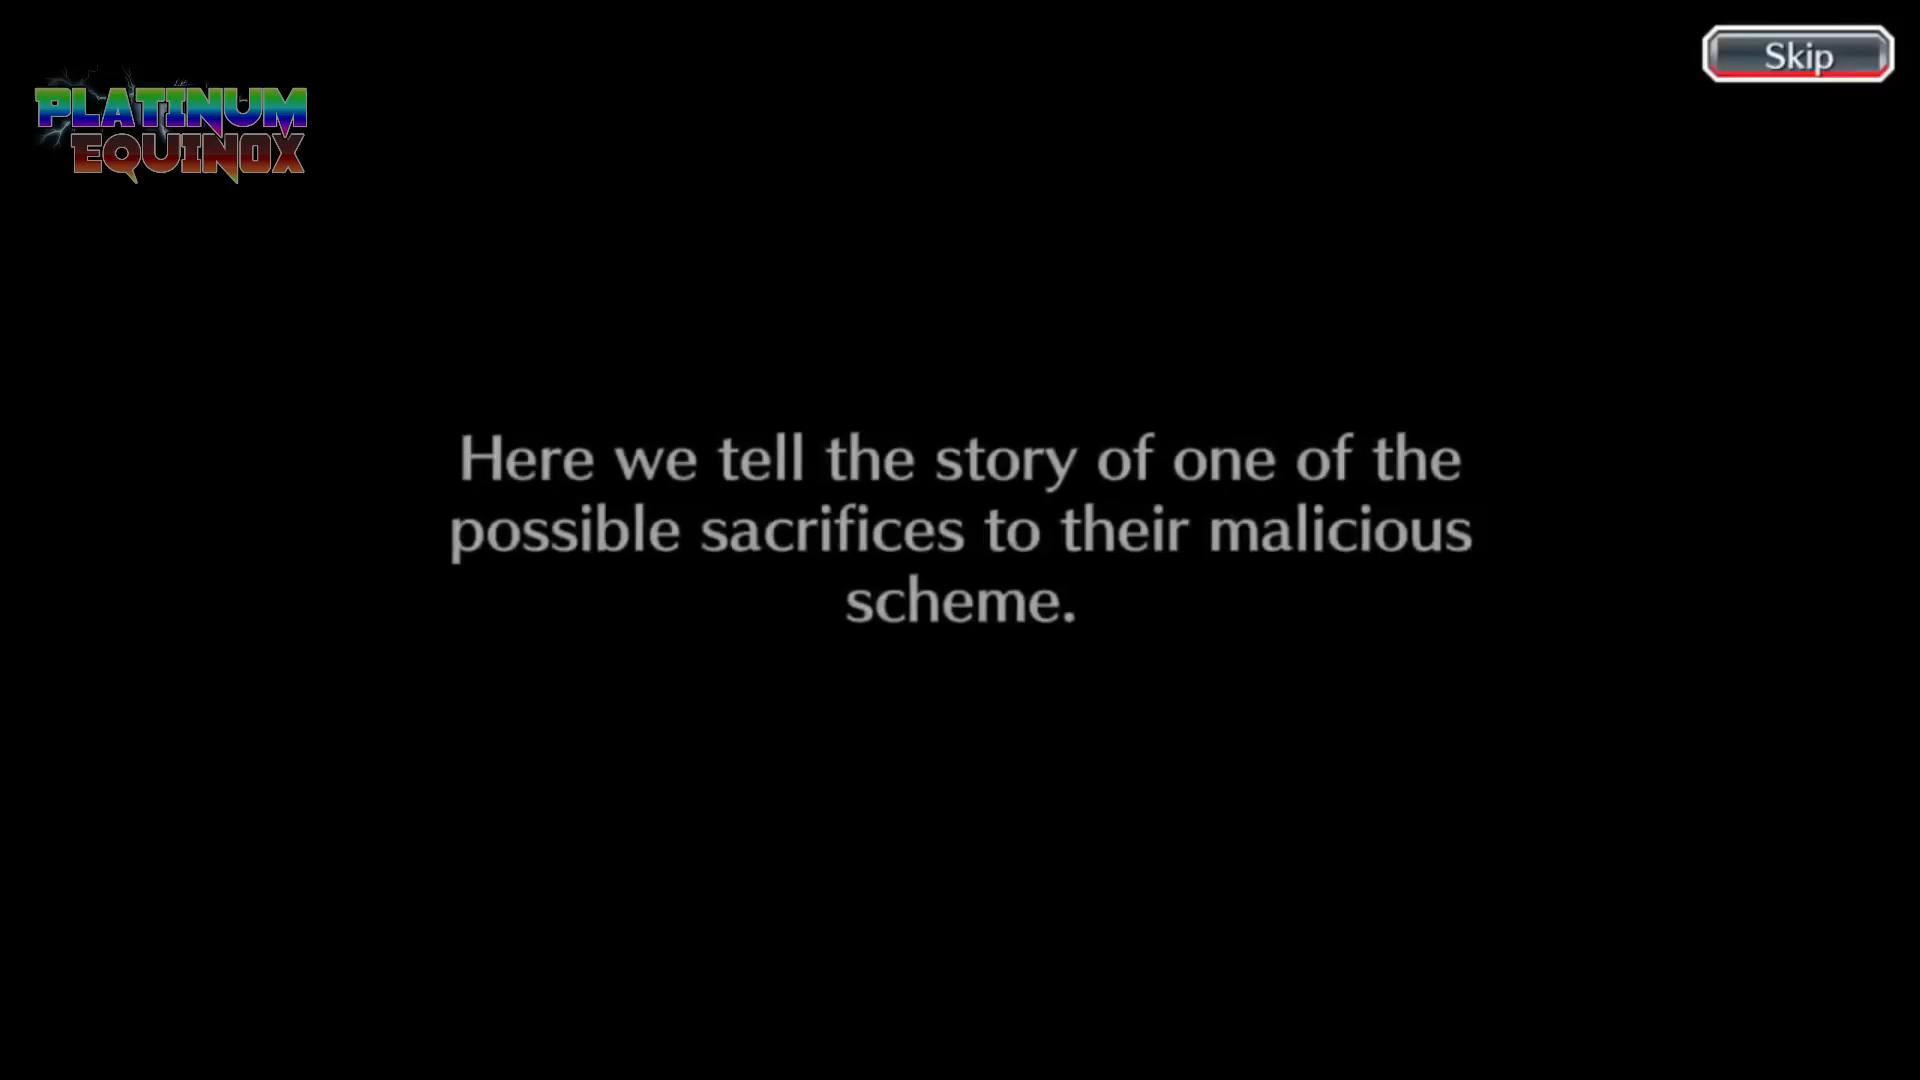 Skip
PLATINUM
EQUINOX
Here we tell the story of one of the
possible sacrifices to their malicious
scheme.